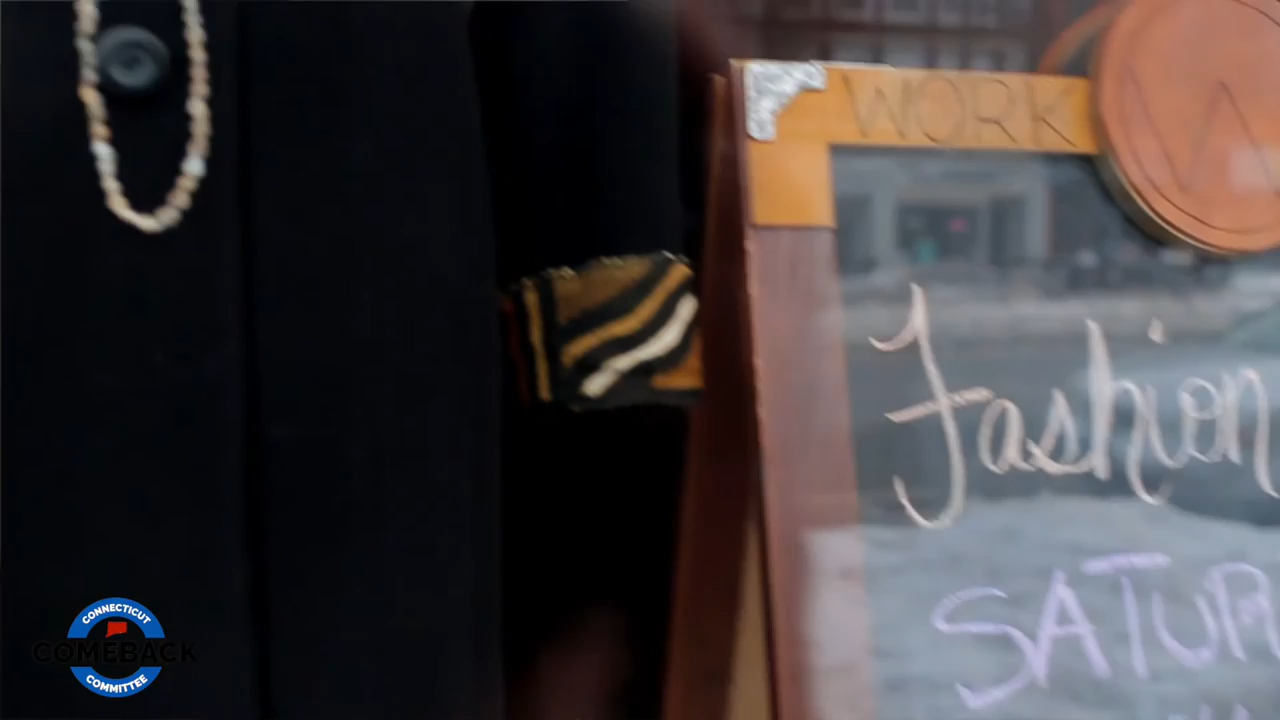 WORK
Fashion
SATUR
CONNECTICUT
COMEBACK
COMMITTEE